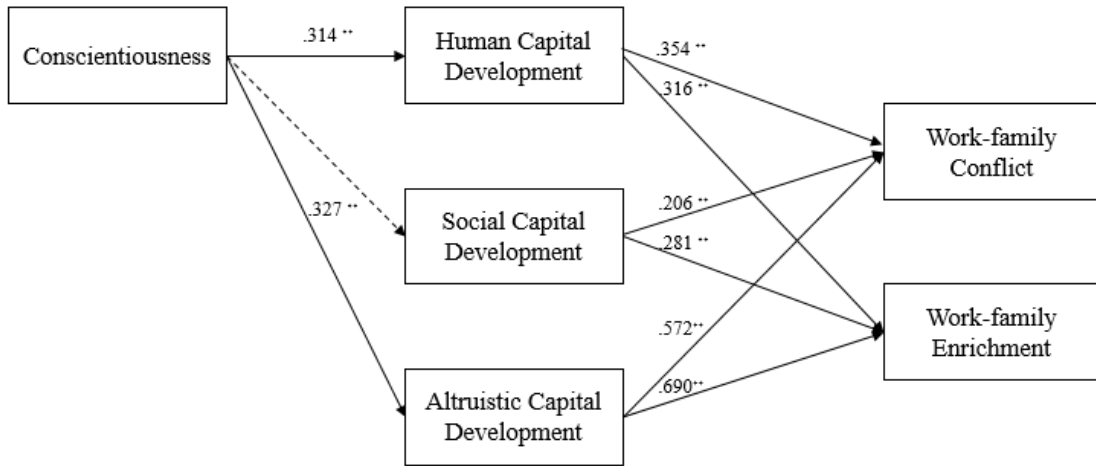 Conscientiousness
.314 **
Human Capital
Development
.354 **
.316 **
Work-family
Conflict
.327 **
Social Capital
Development
.206 **
.281 **
Work-family
Enrichment
Altruistic Capital
Development
.572**
.690**